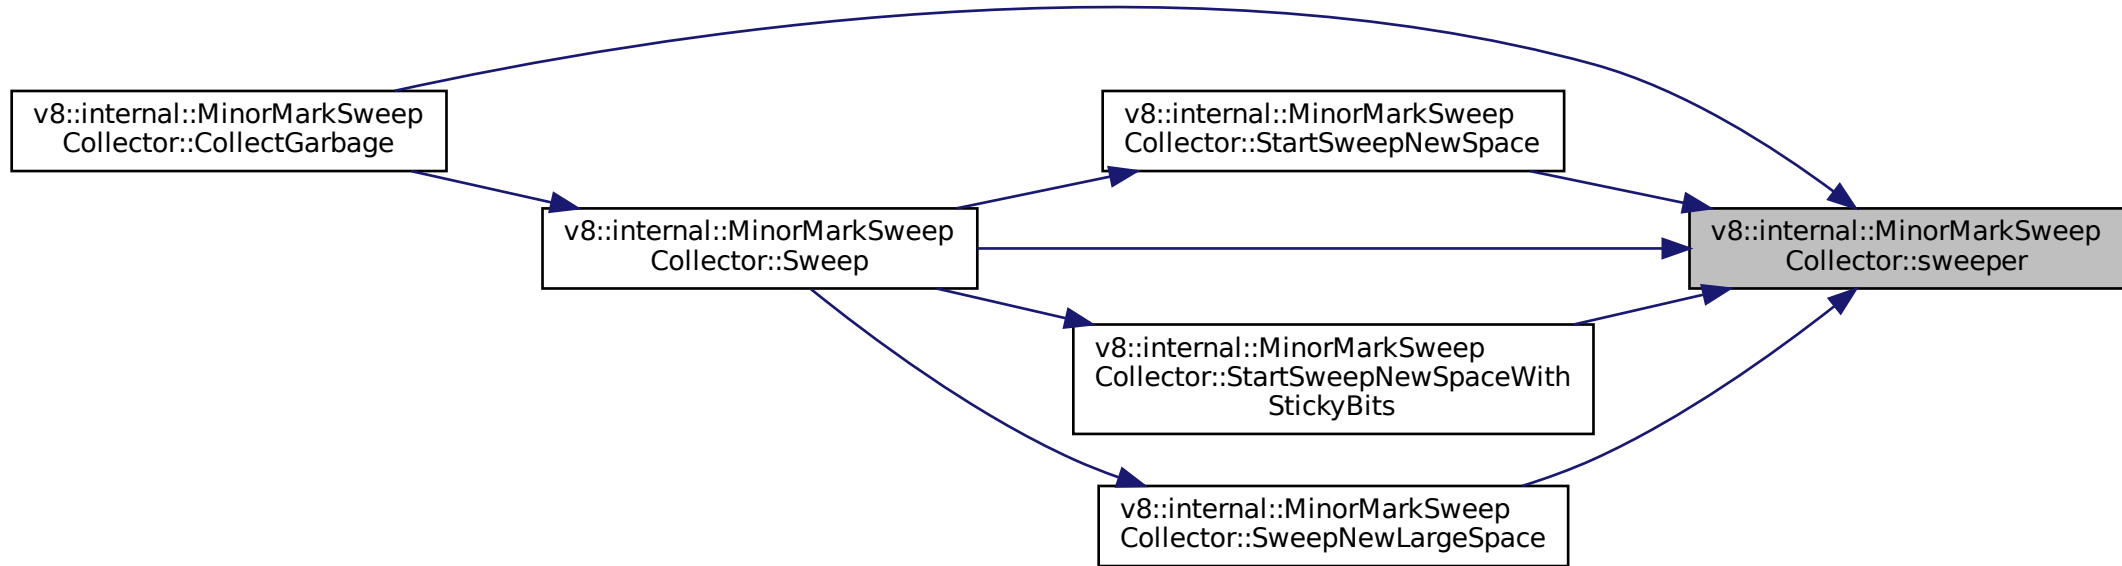 v8::internal::MinorMarkSweep
Collector::CollectGarbage
v8::internal::MinorMarkSweep
Collector::StartSweepNewSpace
v8::internal::MinorMarkSweep
Collector::Sweep
v8::internal::MinorMarkSweep
Collector::sweeper
v8::internal::MinorMarkSweep
Collector::StartSweepNewSpaceWith
StickyBits
v8::internal::MinorMarkSweep
Collector::SweepNewLargeSpace